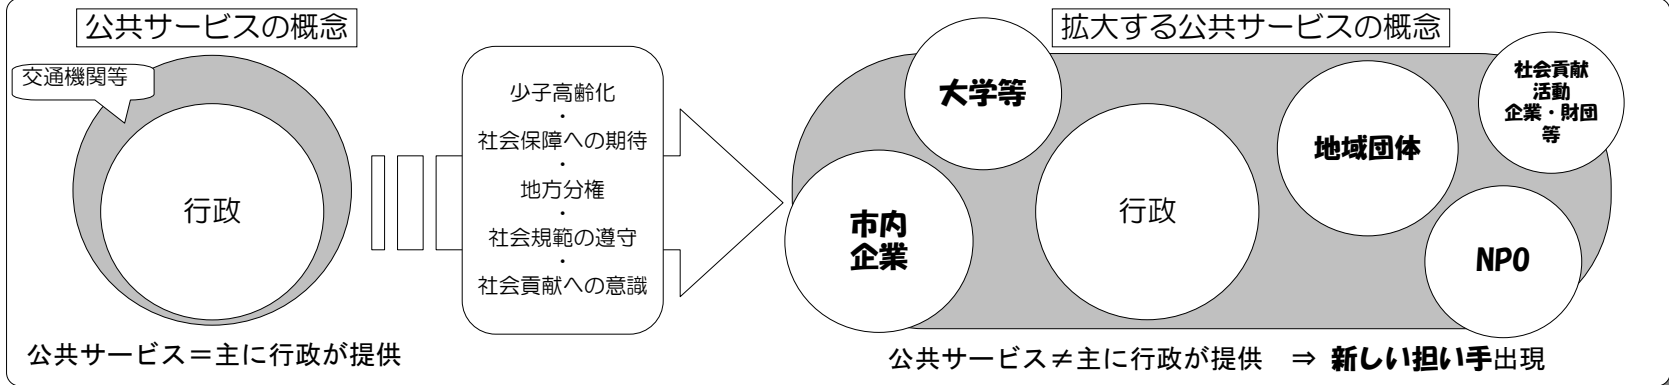 公共サービスの概念
交通機関等
行政
公共サービス＝主に行政が提供
少子高齢化
・
社会保障への期待
・
地方分権
・
社会規範の遵守
・
社会貢献への意識
拡大する公共サービスの概念
大学等
市内
企業
行政
地域団体
社会貢献
活動
企業・財団
等
NPO
公共サービス≠主に行政が提供　⇒ 新しい担い手出現